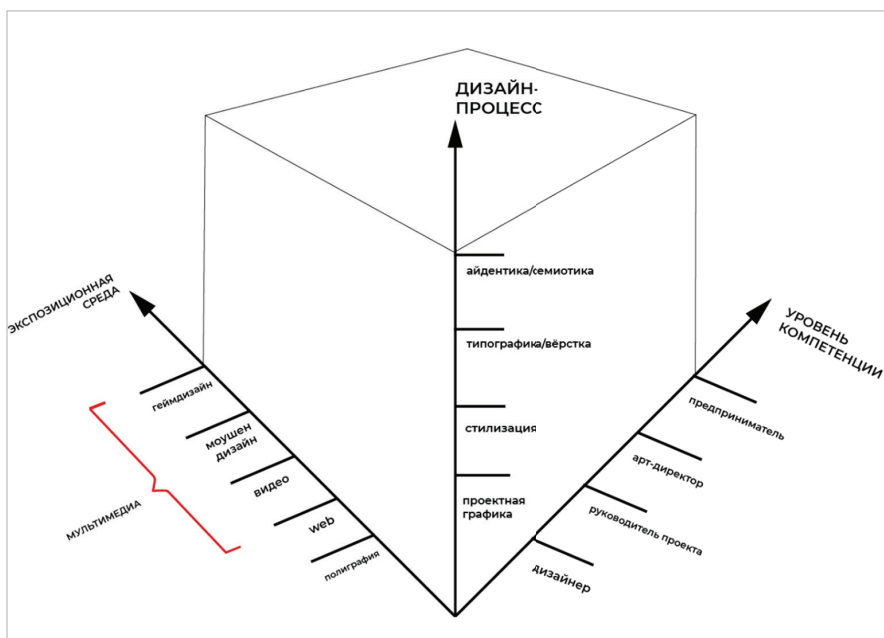 ДИЗАЙН-
ПРОЦЕСС
айдентика/семиотика
типографика/вёрстка
стилизация
проектная
графика
ЭКСПОЗИЦИОННАЯ
СРЕДА
геймдизайн
моушен
дизайн
видео
web
полиграфия
МУЛЬТИМЕДИА
УРОВЕНЬ
КОМПЕТЕНЦИИ
предприниматель
арт-директор
руководитель проекта
дизайнер